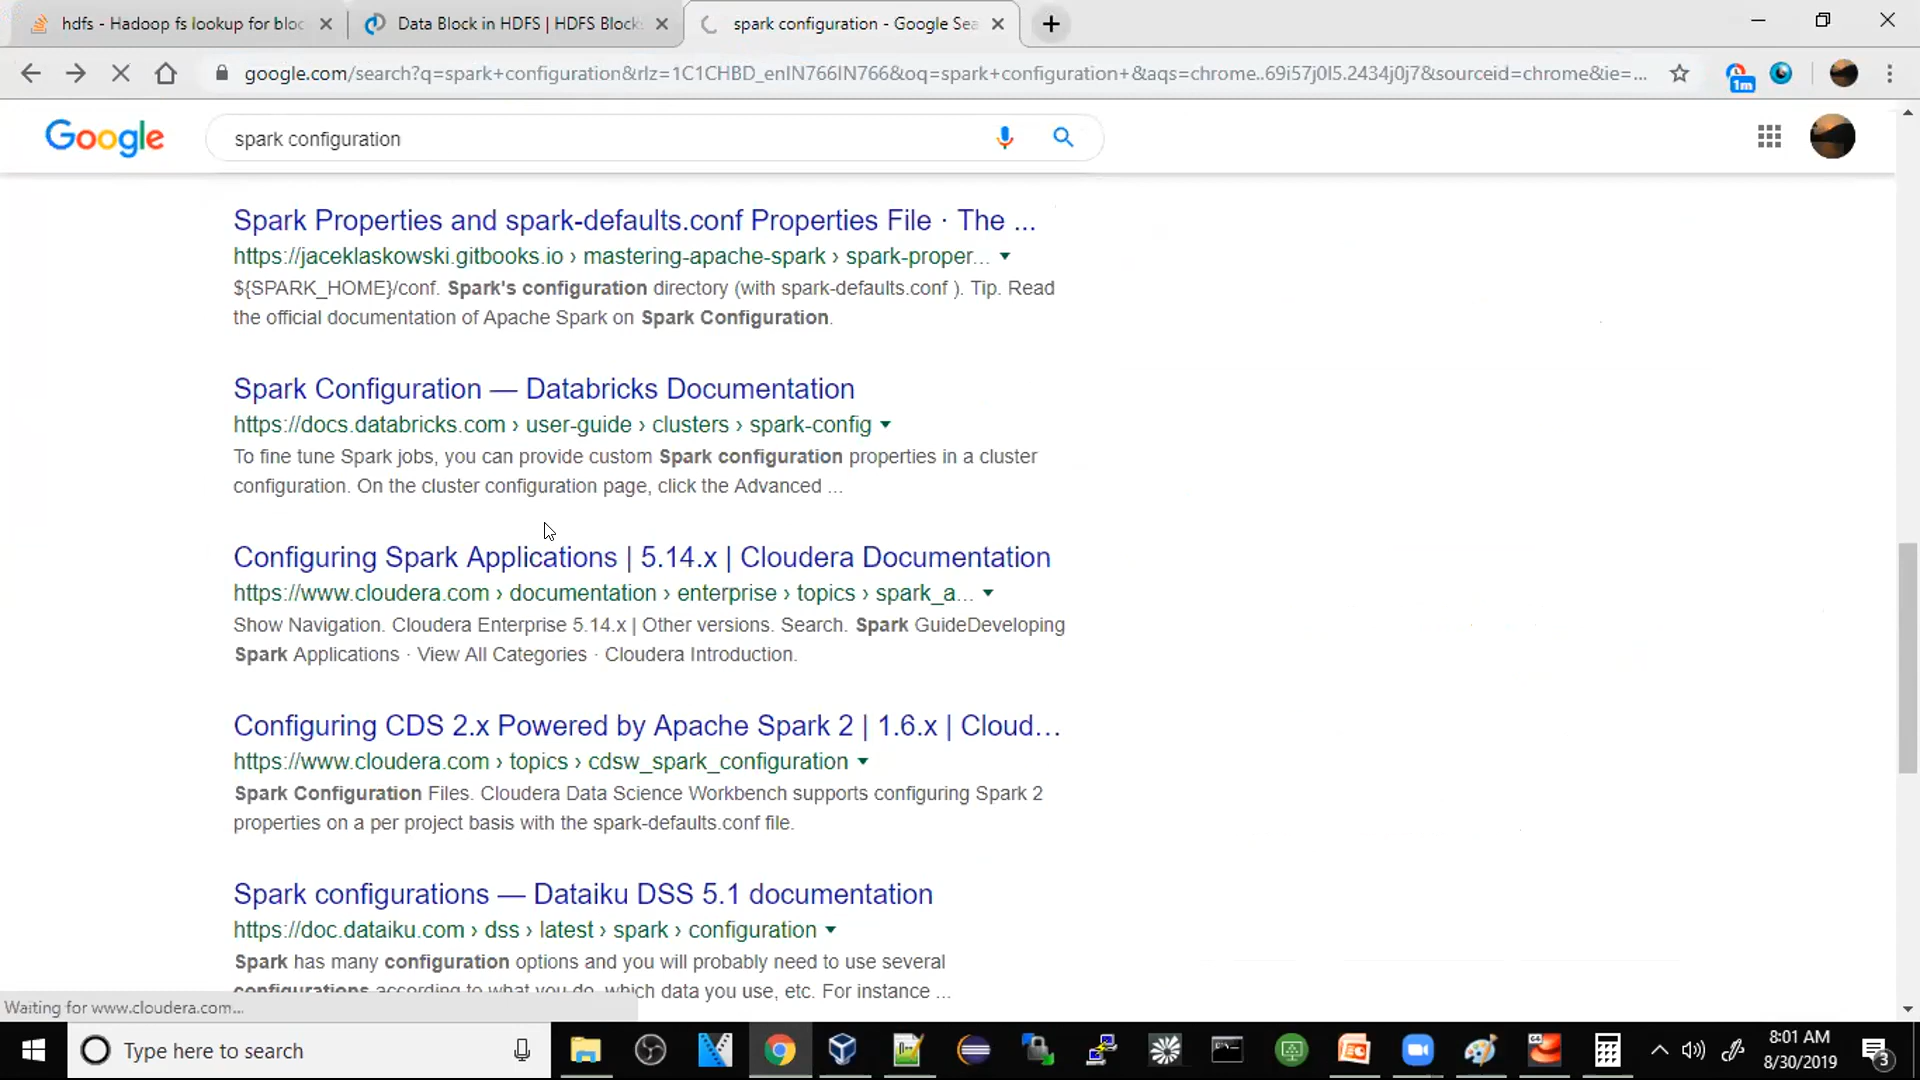 hdfs - Hadoop fs lookup for bloc
Data Block in HDFS | HDFS Block
spark configuration - Google Sea
google.com/search?q=spark+configuration&rlz=1C1CHBD_enIN766IN766&oq=spark+configuration+&aqs=chrome..69i57j0l5.2434j0j7&sourceid=chrome&ie=...
1m
Google
spark configuration
Spark Properties and spark-defaults.conf Properties File · The ...
https://jaceklaskowski.gitbooks.io › mastering-apache-spark › spark-proper...
${SPARK_HOME}/conf. Spark's configuration directory (with spark-defaults.conf ). Tip. Read
the official documentation of Apache Spark on Spark Configuration.
Spark Configuration — Databricks Documentation
https://docs.databricks.com › user-guide › clusters › spark-config
To fine tune Spark jobs, you can provide custom Spark configuration properties in a cluster
configuration. On the cluster configuration page, click the Advanced ...
Configuring Spark Applications | 5.14.x | Cloudera Documentation
https://www.cloudera.com › documentation › enterprise › topics › spark_a...
Show Navigation. Cloudera Enterprise 5.14.x | Other versions. Search. Spark GuideDeveloping
Spark Applications · View All Categories · Cloudera Introduction.
Configuring CDS 2.x Powered by Apache Spark 2 | 1.6.x | Cloud...
https://www.cloudera.com › topics › cdsw_spark_configuration
Spark Configuration Files. Cloudera Data Science Workbench supports configuring Spark 2
properties on a per project basis with the spark-defaults.conf file.
Spark configurations — Dataiku DSS 5.1 documentation
https://doc.dataiku.com › dss › latest › spark › configuration
Spark has many configuration options and you will probably need to use several
configurations according to what you do, which data you use, etc. For instance ...
Waiting for www.cloudera.com...
Type here to search
8:01 AM
8/30/2019
3